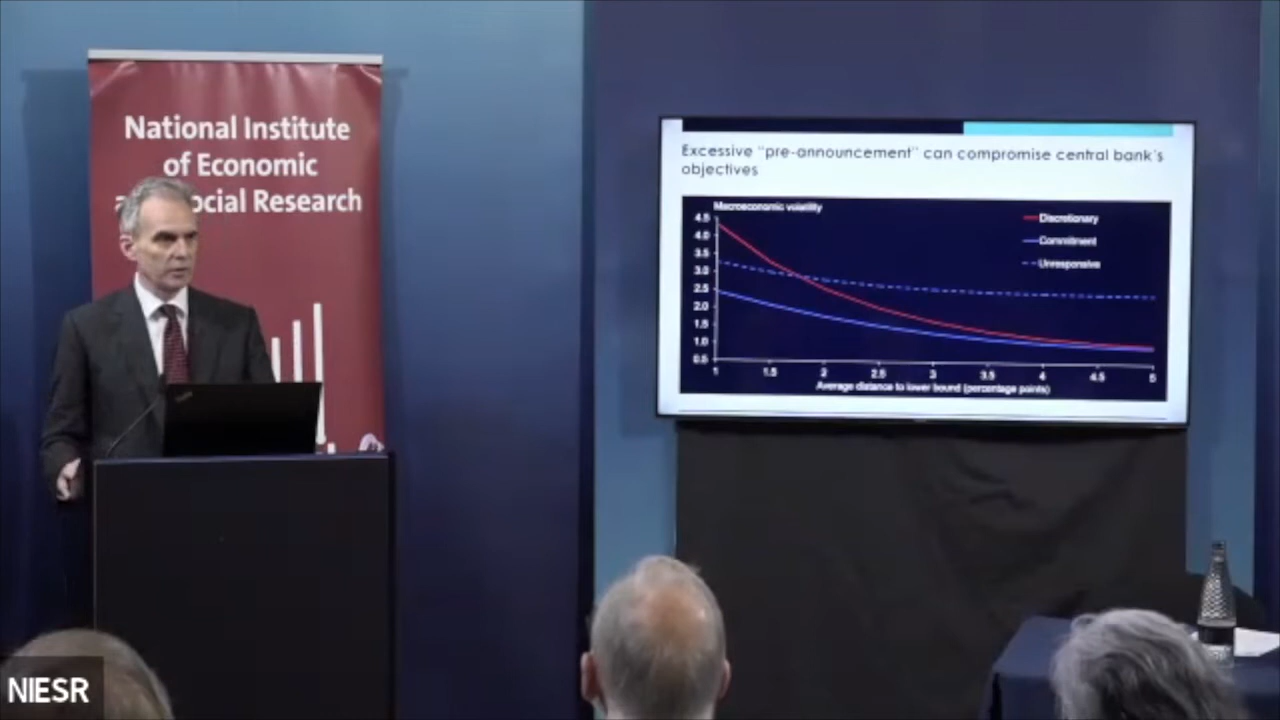 National Institute
of Economic
Social Research
Excessive "pre-announcement" can compromise central bank's
objectives
Macroeconomic volatility
4.5
4.0
3.5
3.0
2.5
2.0
1.5
1.0
0.5
Discretionary
Commitment
Unresponsive
1 1.5 2 2.5 3 3.5 4 4.5 5
Average distance to lower bound (percentage points)
NIESR